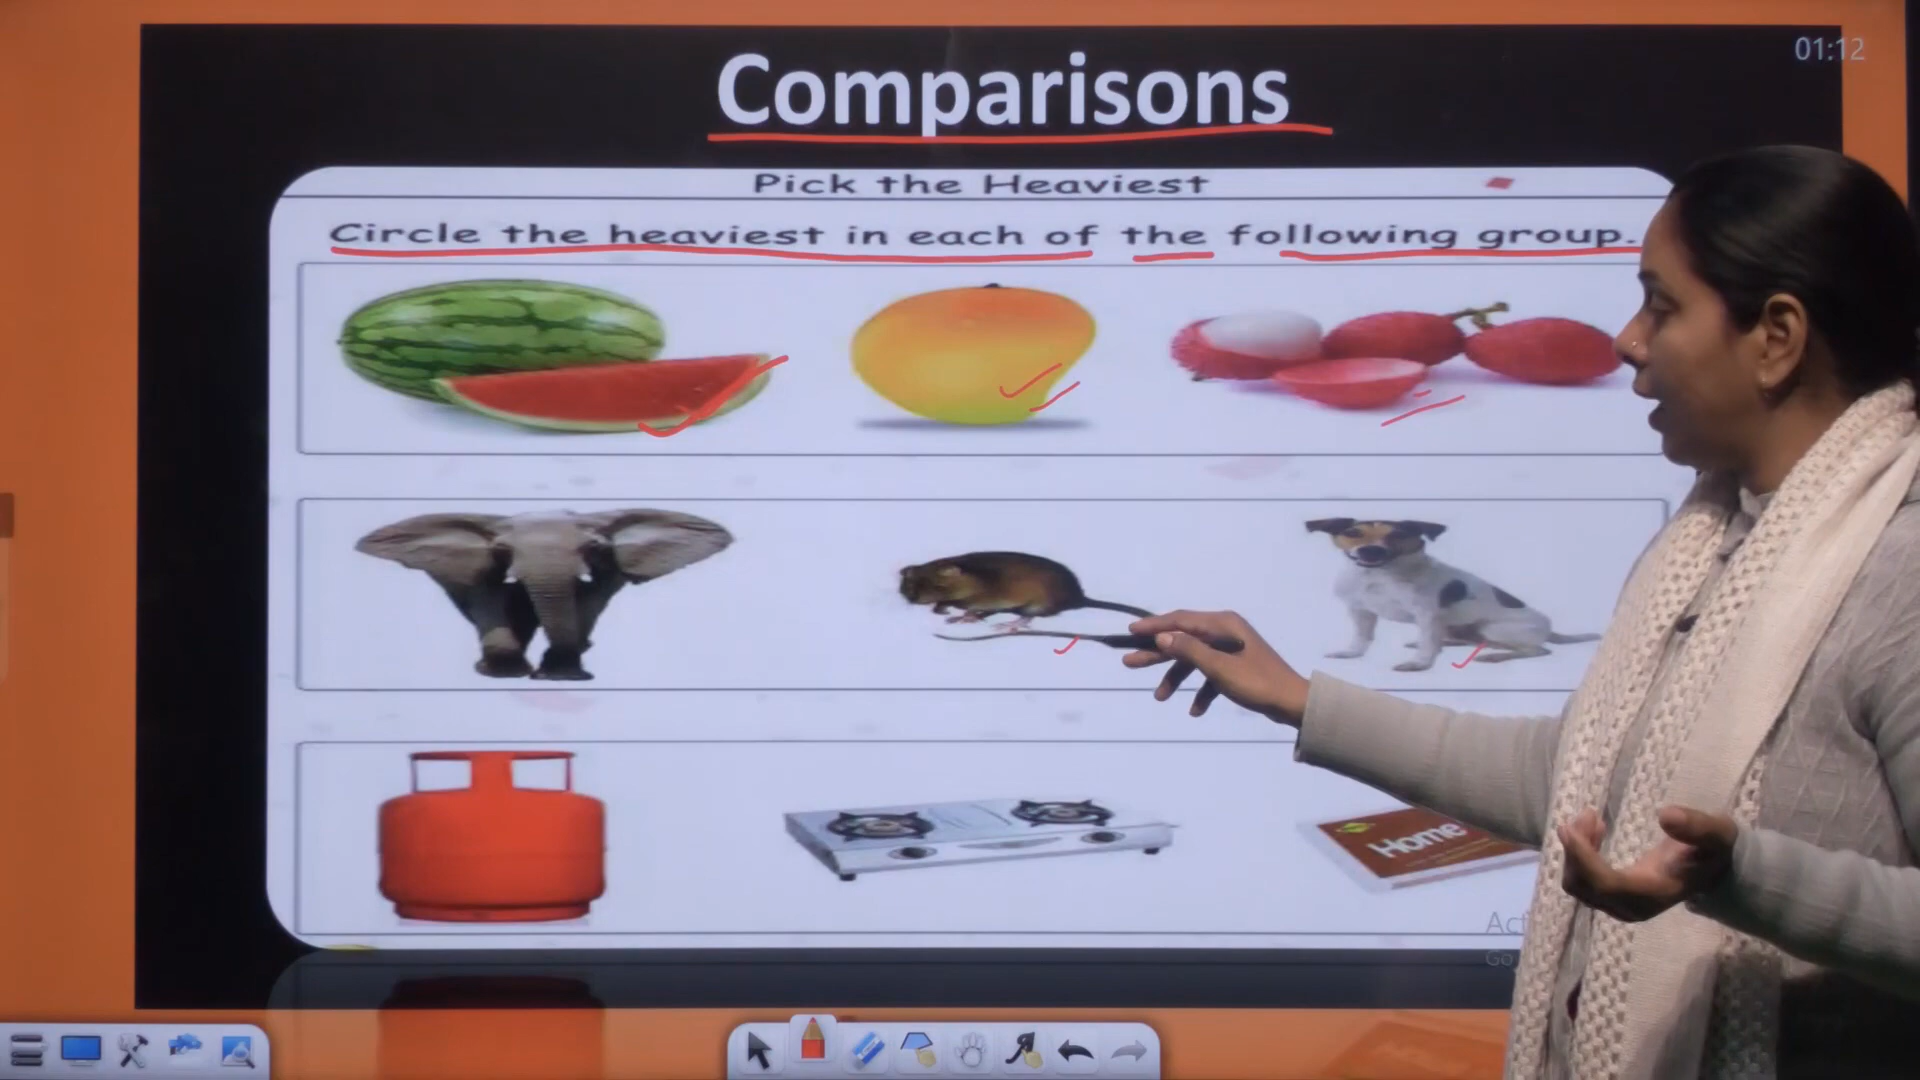 01:12
Comparisons
Pick the Heaviest
Circle the heaviest in each of the following group.
Home